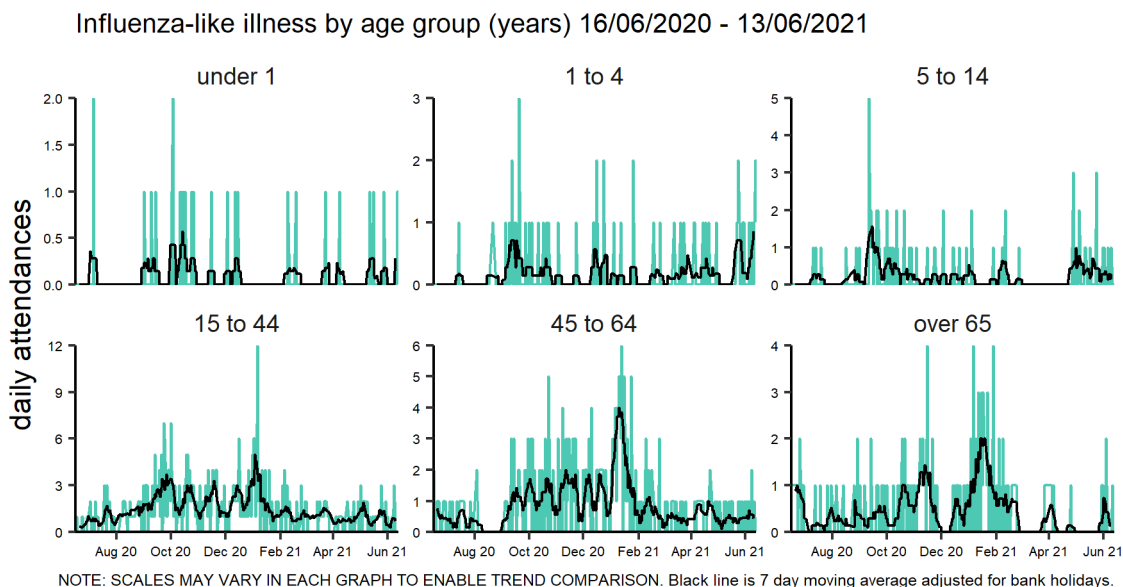 Influenza-like illness by age group (years) 16/06/2020 - 13/06/2021
daily attendances
under 1
2.0
1.5
1.0
0.5
0.0
1 to 4
3
2
1
0
5 to 14
5
4
3
2
1
0
15 to 44
12
9
6
3
0
Aug 20 Oct 20 Dec 20 Feb 21 Apr 21 Jun 21
45 to 64
6
5
4
3
2
1
0
Aug 20 Oct 20 Dec 20 Feb 21 Apr 21 Jun 21
over 65
4
3
2
1
0
Aug 20 Oct 20 Dec 20 Feb 21 Apr 21 Jun 21
NOTE: SCALES MAY VARY IN EACH GRAPH TO ENABLE TREND COMPARISON. Black line is 7 day moving average adjusted for bank holidays.